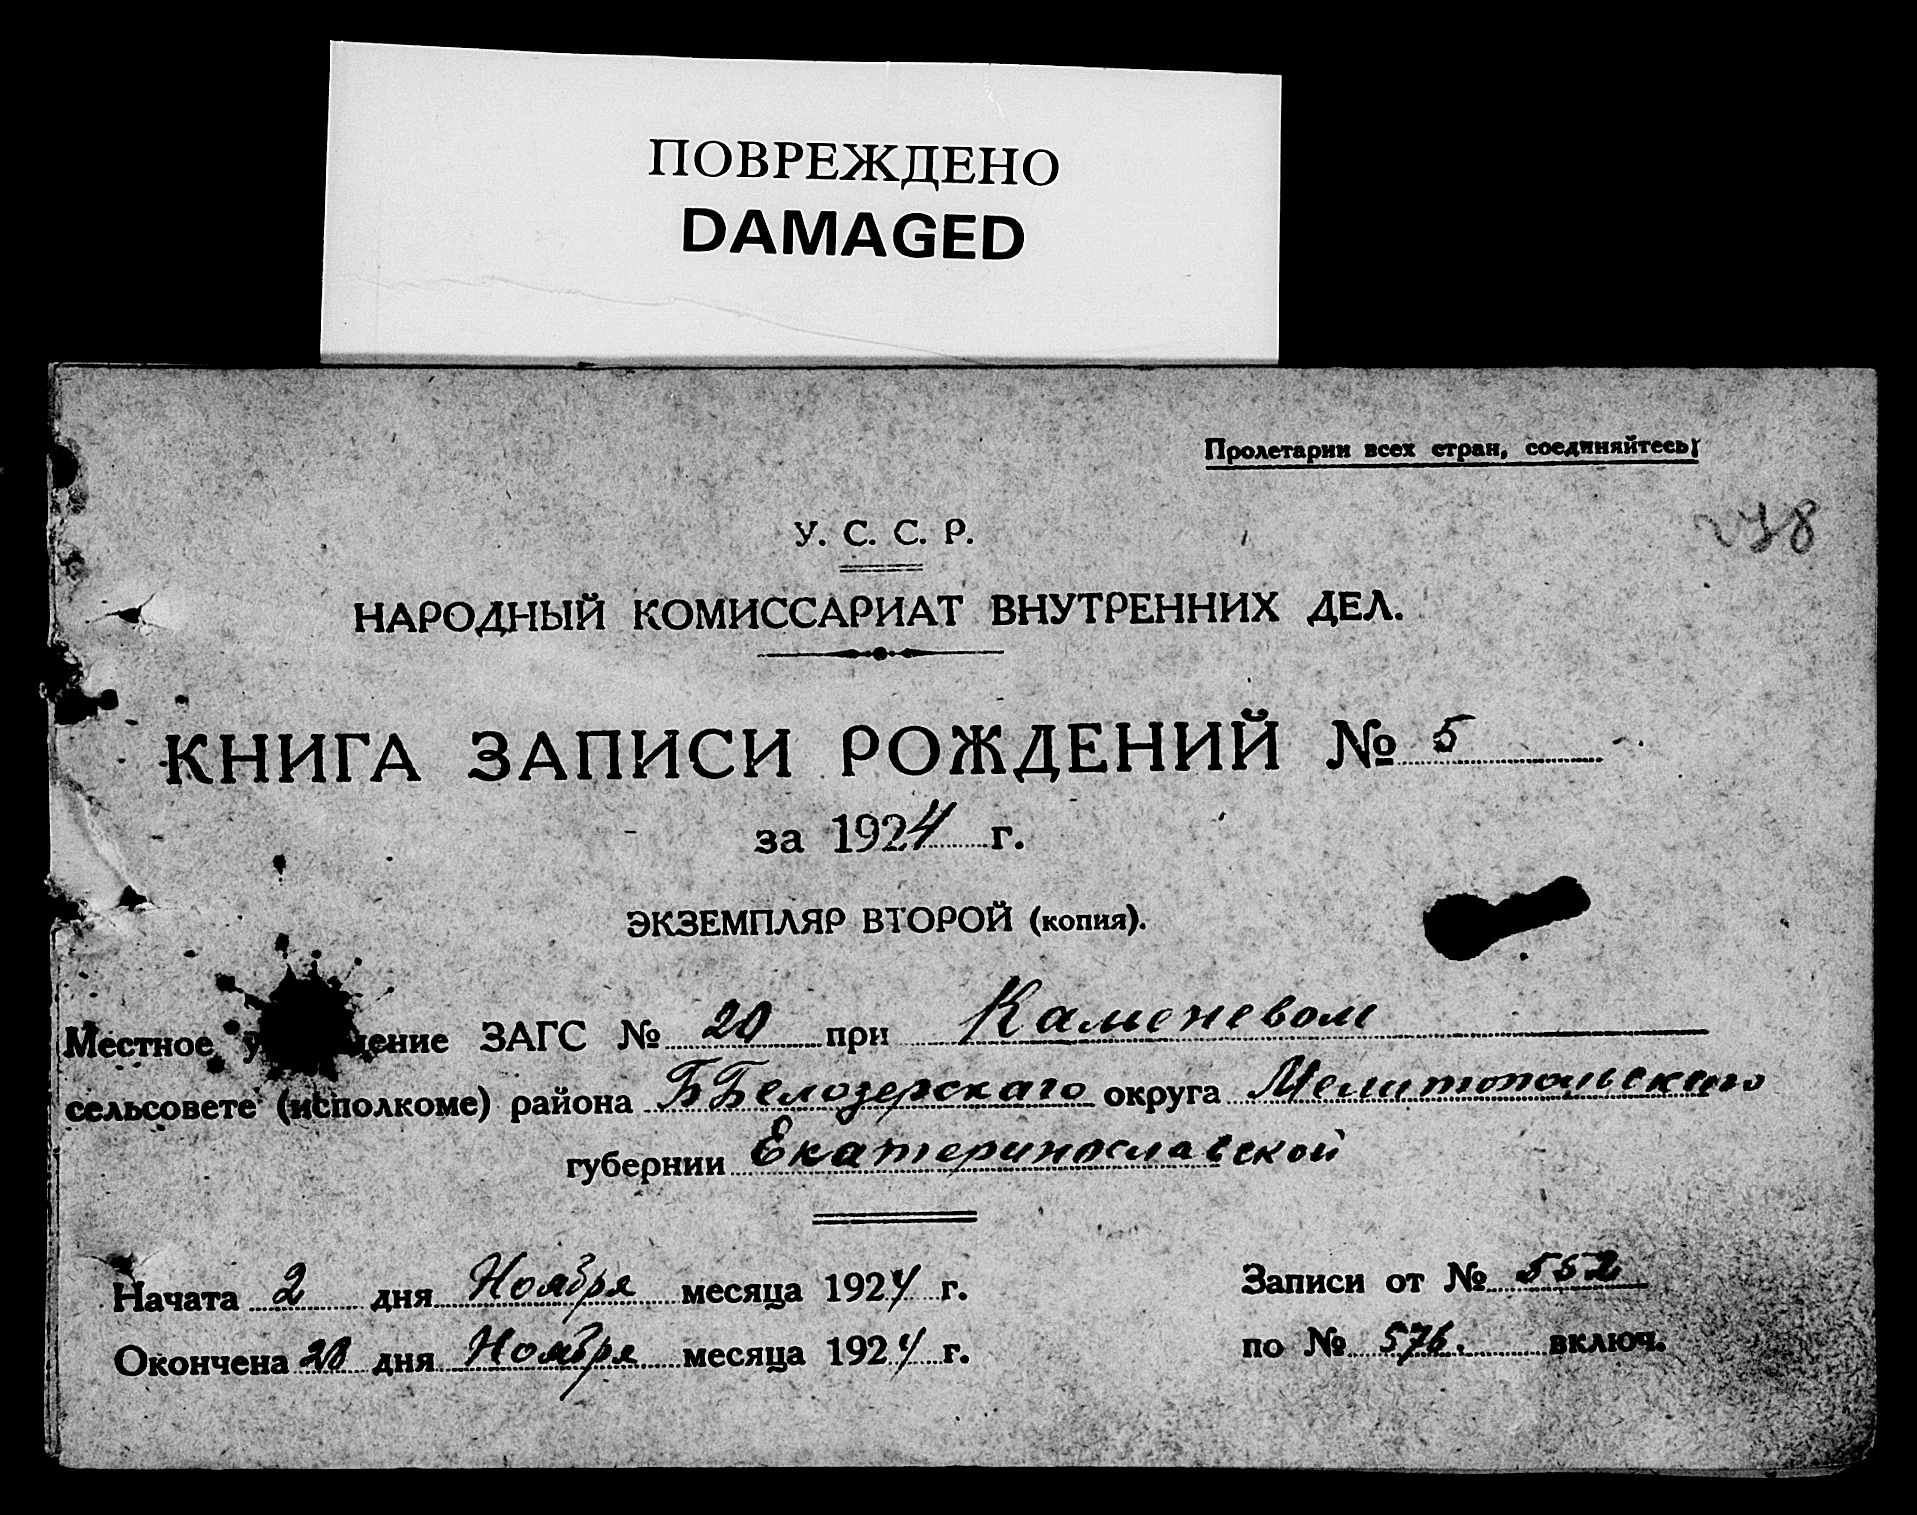 ПОВРЕЖДЕНО
DAMAGED
Пролетарии всех стран, соединяйтесь!
278
У. С. С. Р.
НАРОДНЫЙ КОМИССАРИАТ ВНУТРЕННИХ ДЕЛ.
КНИГА ЗАПИСИ РОЖДЕНИЙ № 5
за 1924 г.
ЭКЗЕМПЛЯР ВТОРОЙ (копия).
Местное ЗАГС № 20 при Каменевом
сельсовете (исполкоме) района Б Белозерскаго округа Мелитопольскаго
губернии Екатеринославской
Начата 2 дня Ноября месяца 1924 г.
Записи от № 552
Окончена 20 дня Ноября месяца 1924 г.
по № 576. включ.